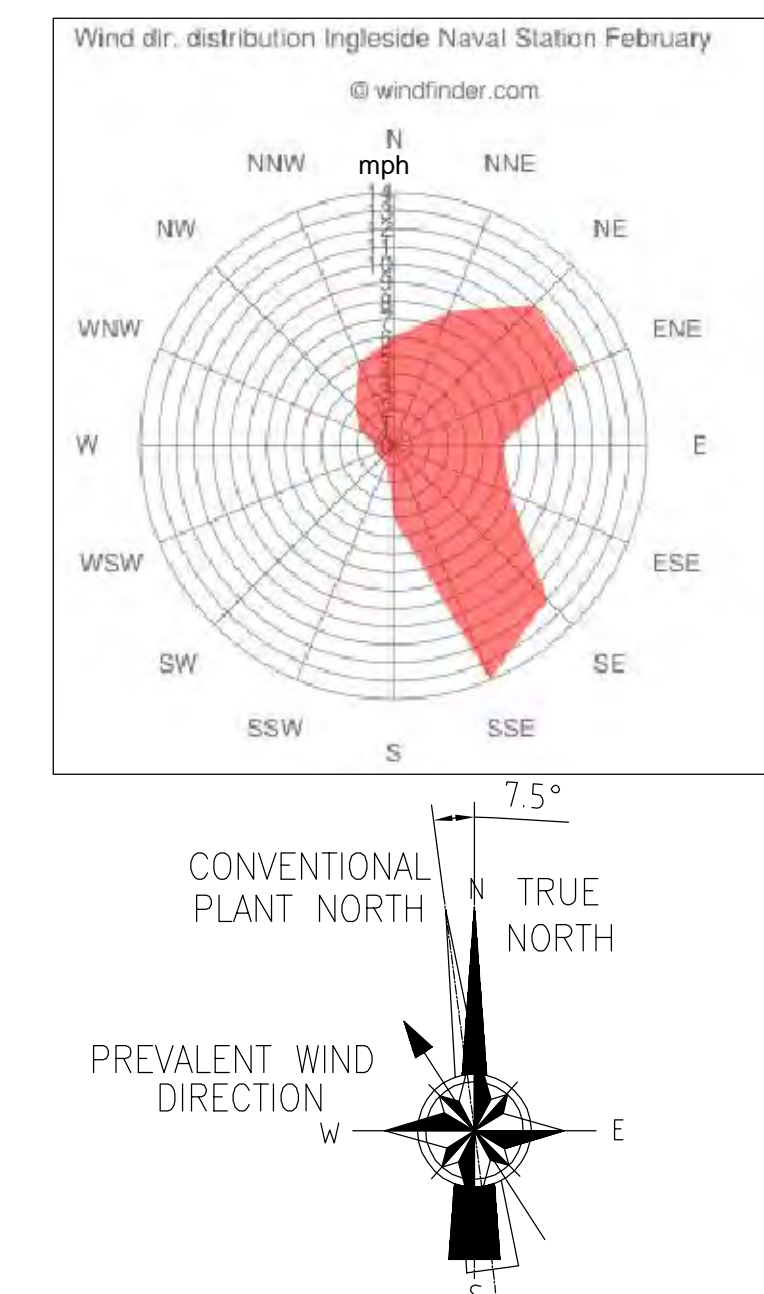 Wind dir. distribution Ingleside Naval Station February
© windfinder.com
N
mph
NNW
NNE
NW
NE
WNW
ENE
W
E
WSW
ESE
SW
SE
SSW
SSE
S
7.5°
CONVENTIONAL
PLANT NORTH
N
TRUE
NORTH
PREVALENT WIND
DIRECTION
W
E
S